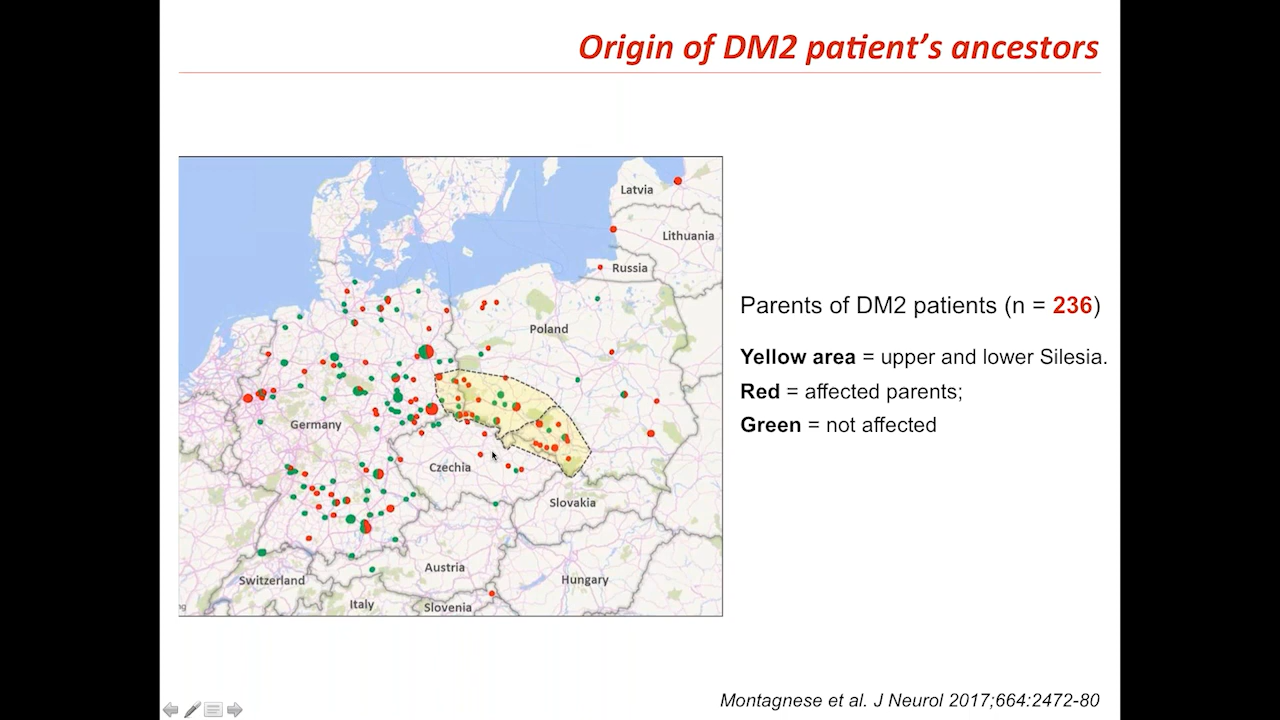 Origin of DM2 patient's ancestors
Latvia
Lithuania
Russia
Poland
Germany
Czechia
Slovakia
Austria
Switzerland
Hungary
Italy
Slovenia
Parents of DM2 patients (n = 236)
Yellow area = upper and lower Silesia.
Red = affected parents;
Green = not affected
Montagnese et al. J Neurol 2017;664:2472-80